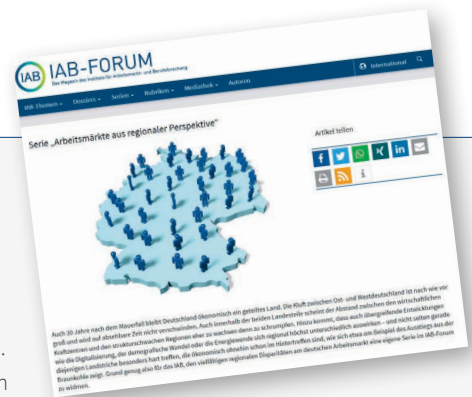 IAB IAB-FORUM
Das Magazin des Instituts für Arbeitsmarkt- und Berufsforschung
IAB Themen Dossiers Serien Rubriken Mediathek Autoren
International
Serie „Arbeitsmärkte aus regionaler Perspektive“
Artikel teilen
Auch 30 Jahre nach dem Mauerfall bleibt Deutschland ökonomisch ein geteiltes Land. Die Kluft zwischen Ost- und Westdeutschland ist nach wie vor
groß und wird auf absehbare Zeit nicht verschwinden. Auch innerhalb der beiden Landesteile scheint der Abstand zwischen den wirtschaftlichen
Kraftzentren und den strukturschwachen Regionen eher zu wachsen denn zu schrumpfen. Hinzu kommt, dass auch übergreifende Entwicklungen
wie die Digitalisierung, der demografische Wandel oder die Energiewende sich regional höchst unterschiedlich auswirken – und nicht selten gerade
diejenigen Landstriche besonders hart treffen, die ökonomisch ohnehin schon im Hintertreffen sind, wie sich etwa am Beispiel des Ausstiegs aus der
Braunkohle zeigt. Grund genug also für das IAB, den vielfältigen regionalen Disparitäten am deutschen Arbeitsmarkt eine eigene Serie im IAB-Forum
zu widmen.